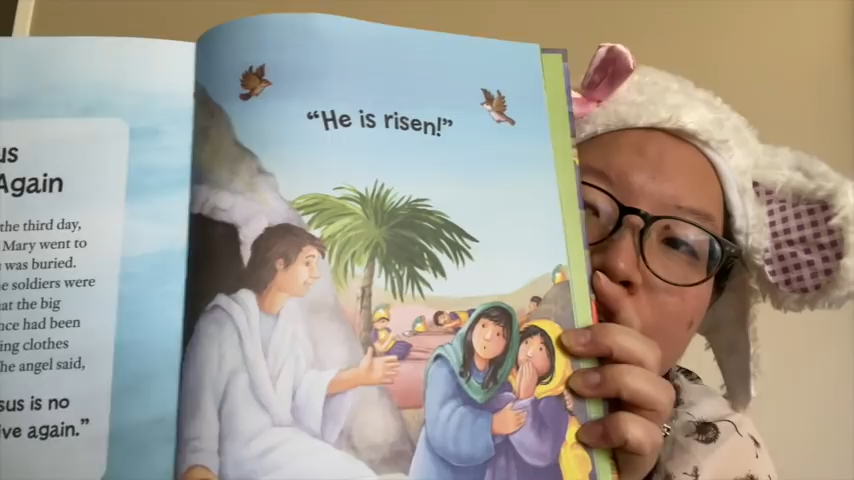 us
Again
the third day,
Mary went to
was buried.
e soldiers were
at the big
nce had been
ing clothes
he angel said,
sus is no
ive again.”
“He is risen!”